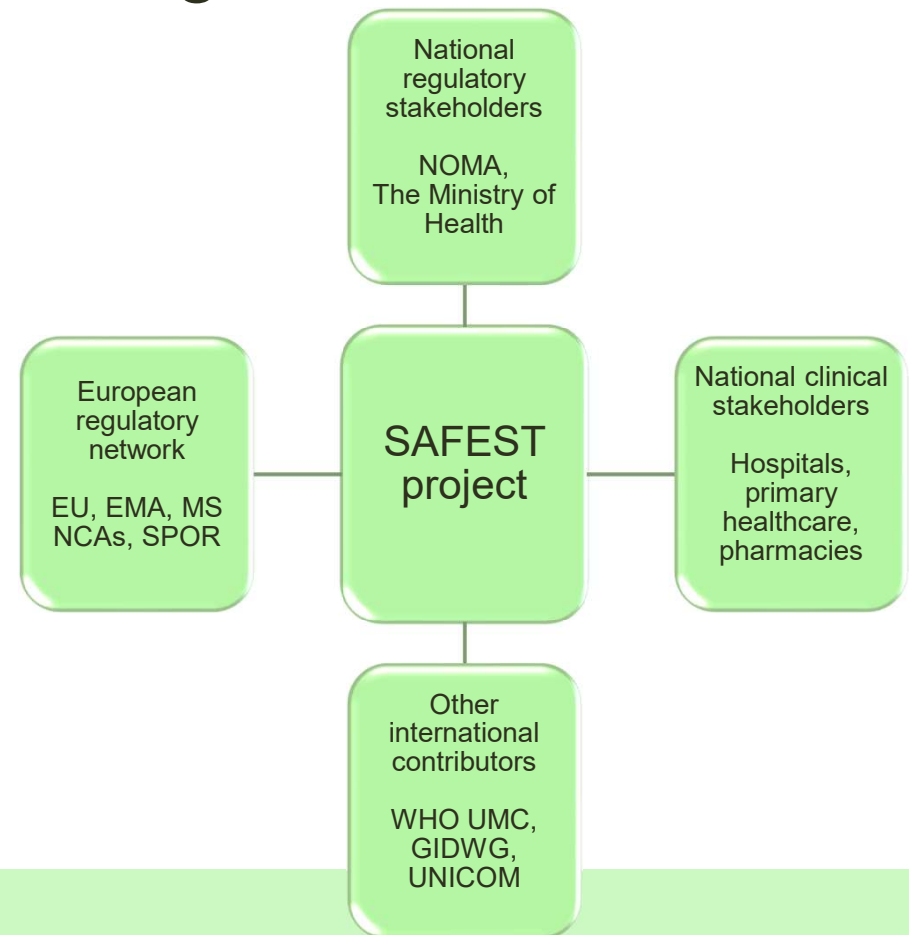 National
regulatory
stakeholders
NOMA,
The Ministry of
Health
European
regulatory
network
EU, EMA, MS
NCAs, SPOR
SAFEST
project
National clinical
stakeholders
Hospitals,
primary
healthcare,
pharmacies
Other
international
contributors
WHO UMC,
GIDWG,
UNICOM